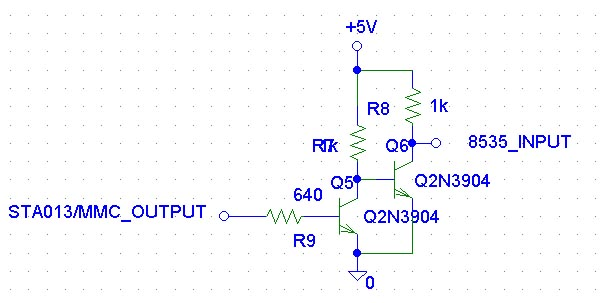 +5V
R8
1k
R7
1k
Q6
8535_INPUT
Q5
Q2N3904
640
STA013/MMC_OUTPUT
Q2N3904
R9
0